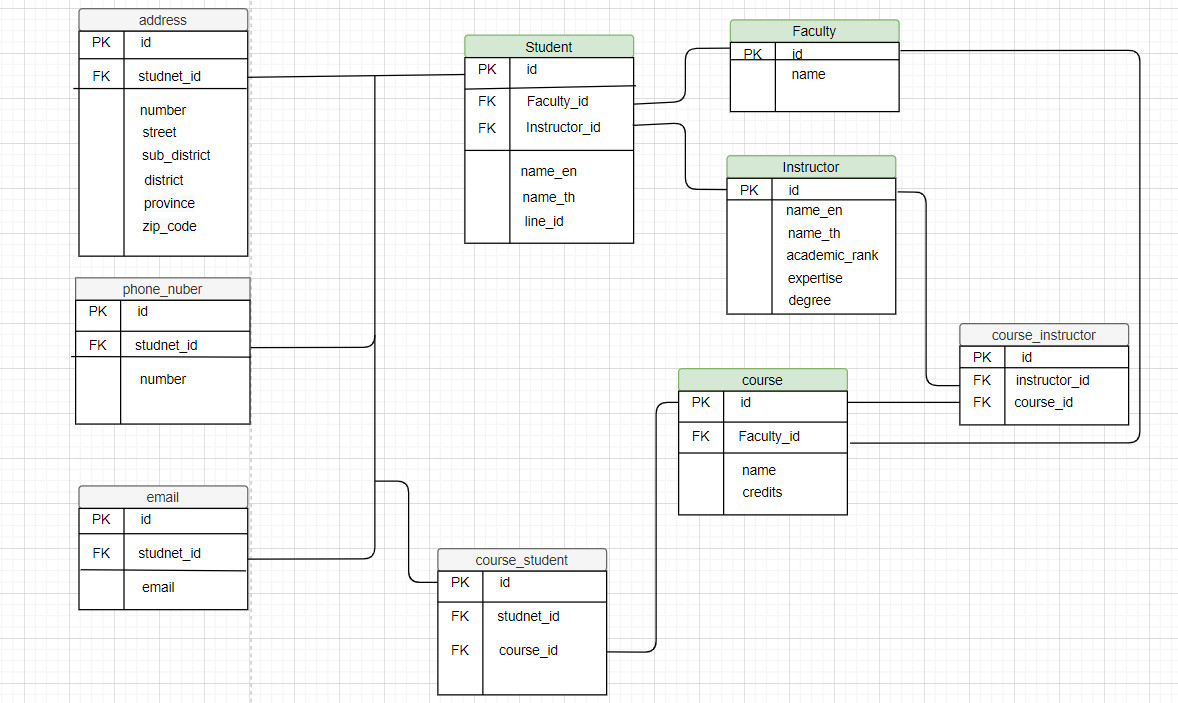 address
PK id
FK studnet_id
number
street
sub_district
district
province
zip_code
phone_nuber
PK id
FK studnet_id
number
email
PK id
FK studnet_id
email
Student
PK id
FK Faculty_id
FK Instructor_id
name_en
name_th
line_id
Faculty
PK id
name
Instructor
PK id
name_en
name_th
academic_rank
expertise
degree
course_instructor
PK id
FK instructor_id
FK course_id
course
PK id
FK Faculty_id
name
credits
course_student
PK id
FK studnet_id
FK course_id